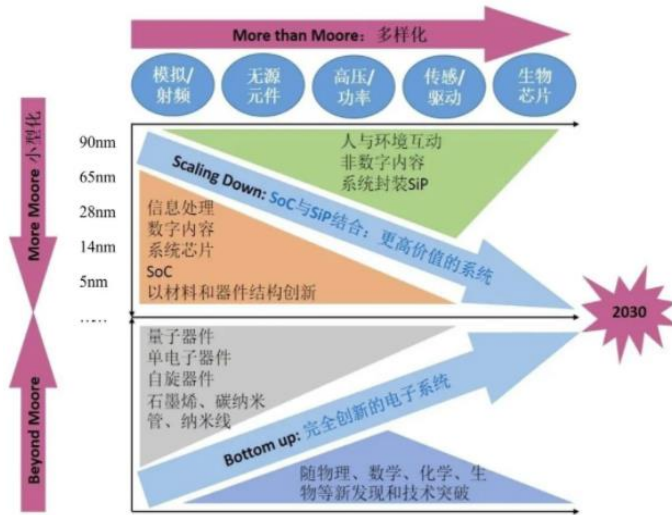 More than Moore：多样化
模拟/
射频
无源
元件
高压/
功率
传感/
驱动
生物
芯片
More Moore 小型化
90nm
65nm
28nm
14nm
5nm
人与环境互动
非数字内容
系统封装SiP
Scaling Down: SoC与SiP结合：更高价值的系统
信息处理
数字内容
系统芯片
SoC
以材料和器件结构创新
2030
Beyond Moore
量子器件
单电子器件
自旋器件
石墨烯、碳纳米
管、纳米线
Bottom up: 完全创新的电子系统
随物理、数学、化学、生
物等新发现和技术突破